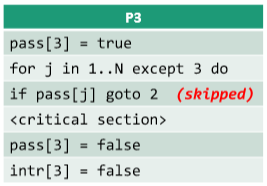 P3
pass[3] = true
for j in 1..N except 3 do
if pass[j] goto 2 (skipped)
<critical section>
pass[3] = false
intr[3] = false